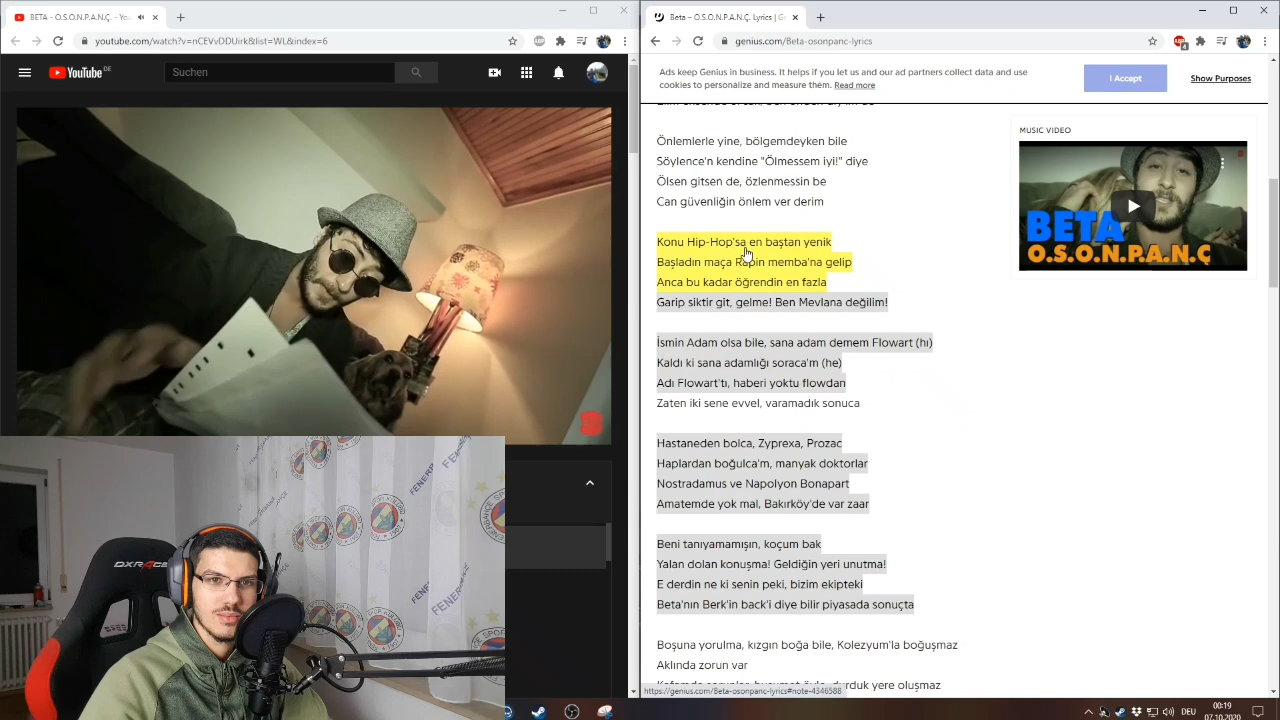 BETA - O.S.O.N.P.A.N.Ç. - You
youtube.com/watch?v=nCEVvDDUirk&list=WL&index=6
YouTube DE
Suchen
DXRACER
Beta – O.S.O.N.P.A.N.Ç. Lyrics | G
genius.com/Beta-osonpanc-lyrics
Ads keep Genius in business. It helps if you let us and our ad partners collect data and use
cookies to personalize and measure them. Read more
I Accept
Show Purposes
Önlemlerle yine, bölgemdeyken bile
Söylence'n kendine "Ölmessem iyi!" diye
Ölsen gitsen de, özlenmessin be
Can güvenliğin önlem ver derim
Konu Hip-Hop'sa en baştan yenik
Başladın maça Rapin memba'na gelip
Anca bu kadar öğrendin en fazla
Garip siktir git, gelme! Ben Mevlana değilim!
İsmin Adam olsa bile, sana adam demem Flowart (hı)
Kaldı ki sana adamlığı soraca'm (he)
Adı Flowart'tı, haberi yoktu flowdan
Zaten iki sene evvel, varamadık sonuca
Hastaneden bolca, Zyprexa, Prozac
Haplardan boğulca'm, manyak doktorlar
Nostradamus ve Napolyon Bonapart
Amatemde yok mal, Bakırköy'de var zaar
Beni tanıyamamışın, koçum bak
Yalan dolan konuşma! Geldiğin yeri unutma!
E derdin ne ki senin peki, bizim ekipteki
Beta'nın Berk'in back'i diye bilir piyasada sonuçta
Boşuna yorulma, kızgın boğa bile, Kolezyum'la boğuşmaz
Aklında zorun var
durduk yere oluşmaz
https://genius.com/Beta-osonpanc-lyrics#note-4346588
MUSIC VIDEO
BETA
O.S.O.N.P.A.N.Ç
DEU
00:19
07.10.2020